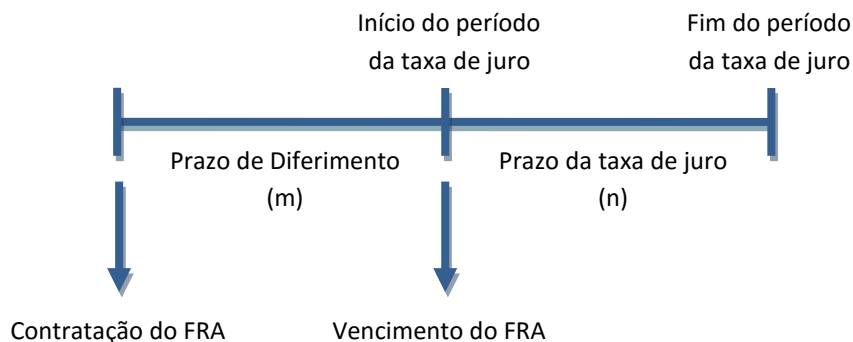 Início do período
da taxa de juro
Fim do período
da taxa de juro
Prazo de Diferimento
(m)
Prazo da taxa de juro
(n)
Contratação do FRA
Vencimento do FRA